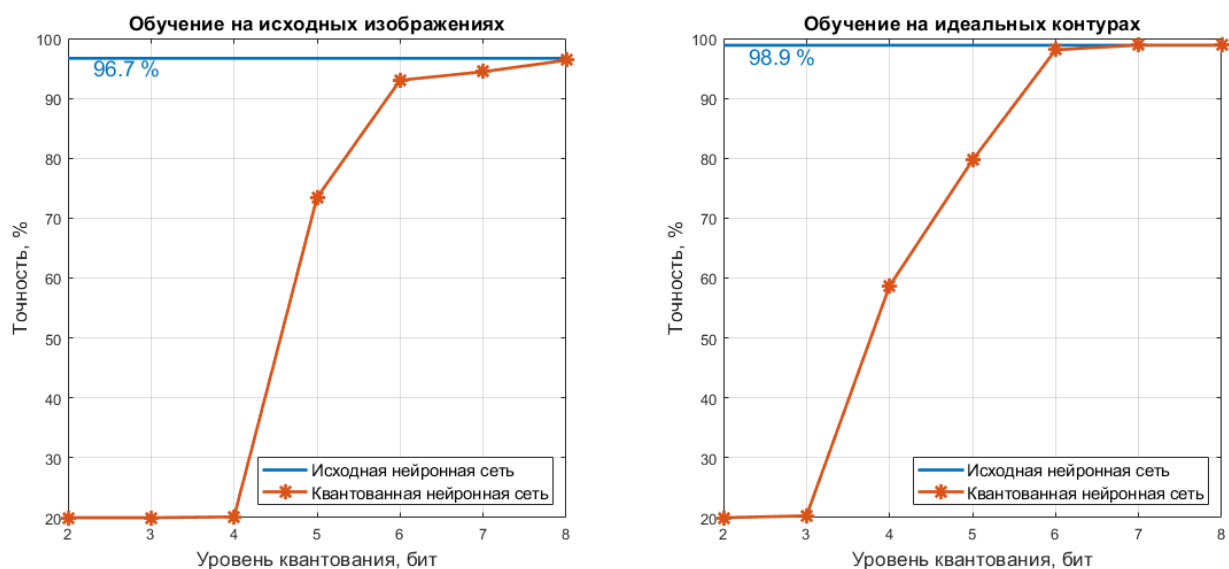 Обучение на исходных изображениях
100
90
80
70
60
50
40
30
20
Точность, %
96.7 %
Исходная нейронная сеть
Квантованная нейронная сеть
2 3 4 5 6 7 8
Уровень квантования, бит
Обучение на идеальных контурах
100
90
80
70
60
50
40
30
20
Точность, %
98.9 %
Исходная нейронная сеть
Квантованная нейронная сеть
2 3 4 5 6 7 8
Уровень квантования, бит